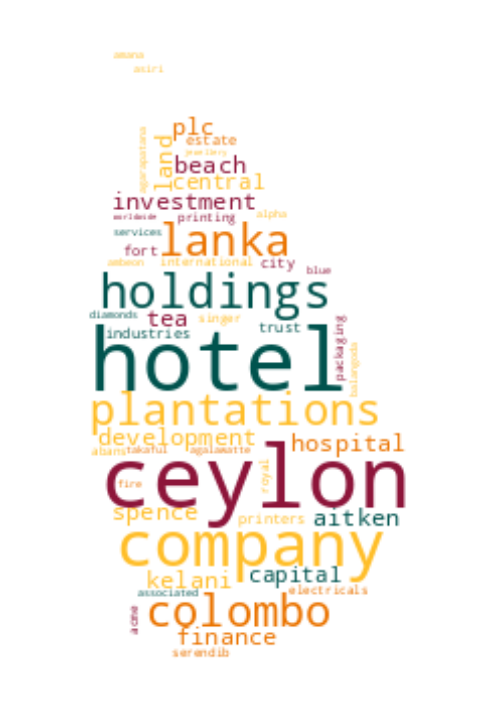 amana
asiri
plc
estate
agarapatana
land
jewellery
beach
central
investment
worldwide
printing
alpha
services
lanka
fort
ambeon
international
city
blue
holdings
diamonds
tea
singer
trust
industries
packaging
hotel
balangoda
plantations
development
hospital
abans
takaful
agalawatte
ceylon
royal
fire
spence
printers
aitken
company
kelani
capital
associated
electricals
acme
colombo
finance
serendib